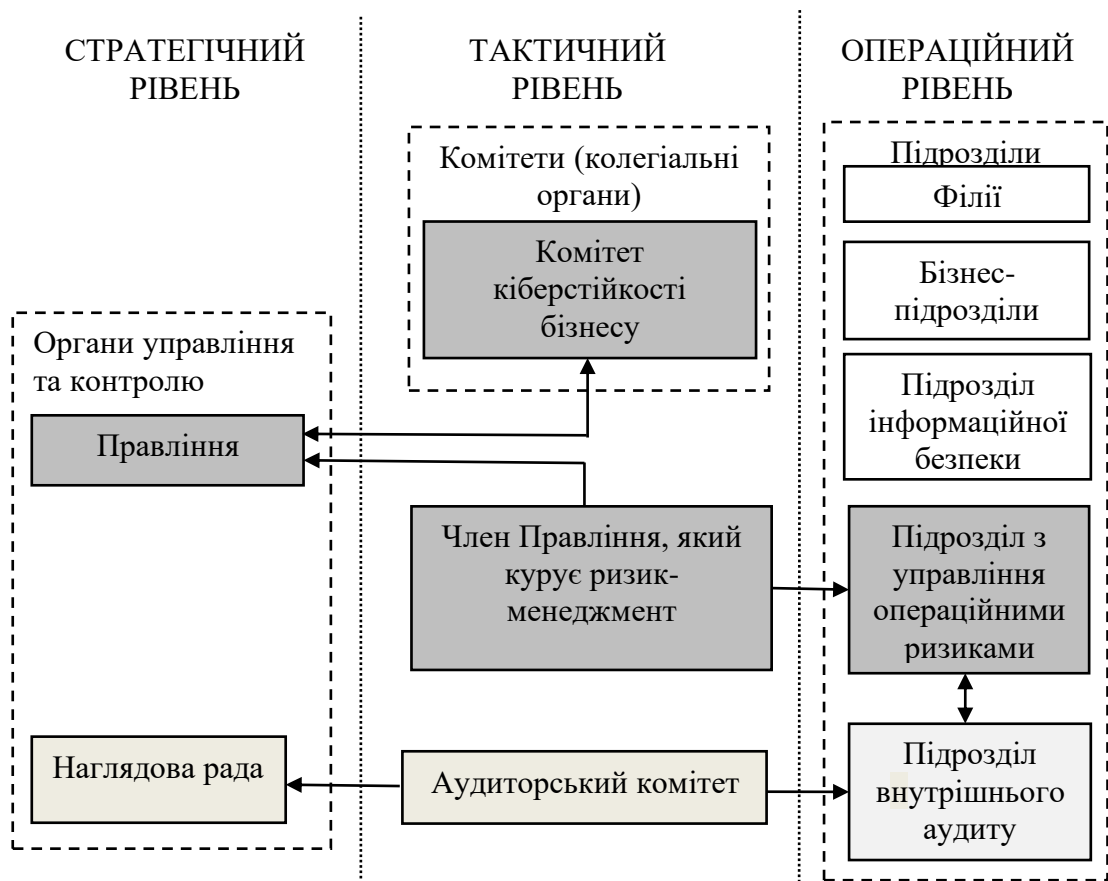 СТРАТЕГІЧНИЙ
РІВЕНЬ
ТАКТИЧНИЙ
РІВЕНЬ
ОПЕРАЦІЙНИЙ
РІВЕНЬ
Органи управління
та контролю
Правління
Наглядова рада
Комітети (колегіальні
органи)
Комітет
кіберстійкості
бізнесу
Член Правління, який
курує ризик-
менеджмент
Аудиторський комітет
Підрозділи
Філії
Бізнес-
підрозділи
Підрозділ
інформаційної
безпеки
Підрозділ з
управління
операційними
ризиками
Підрозділ
внутрішнього
аудиту